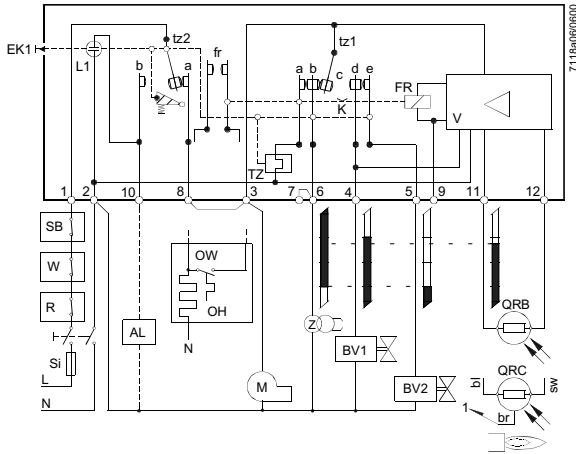 7118a06/0600
tz2
EK1
L1
fr
tz1
b
a
a
b
c
d
e
FR
K
V
TZ
1
2
10
8
3
7
6
4
5
9
11
12
SB
W
R
Si
L
N
AL
OW
OH
N
M
Z
BV1
BV2
QRB
QRC
bl
sw
br
1